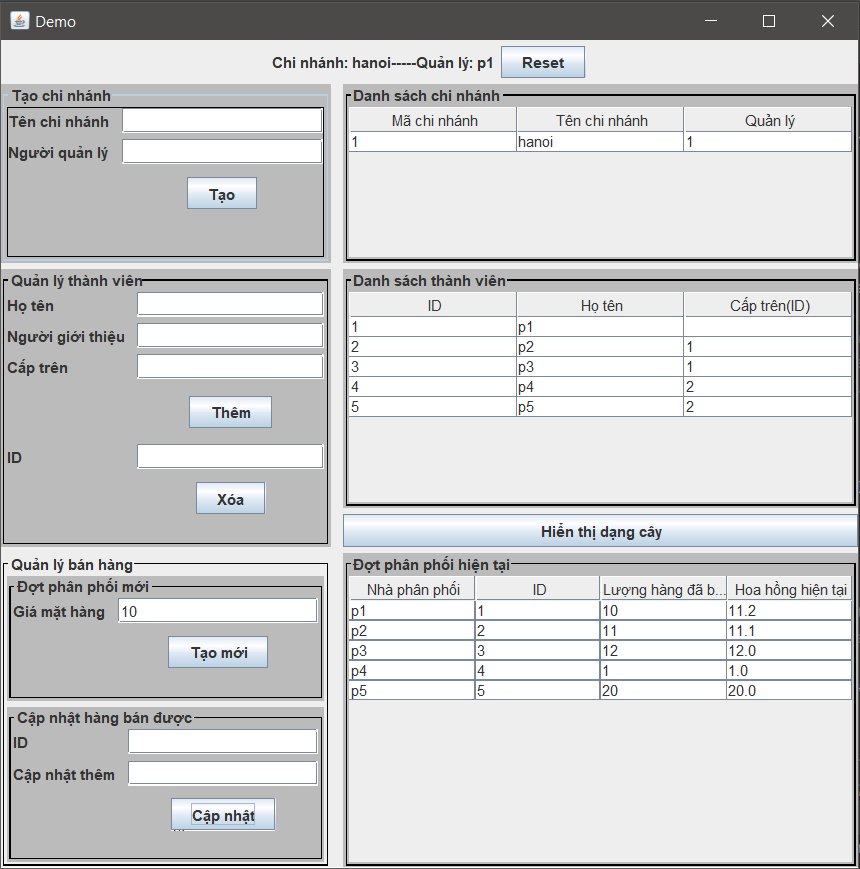 Demo
Chi nhánh: hanoi-----Quản lý: p1 Reset
Tạo chi nhánh
Tên chi nhánh
Người quản lý
Tạo
Danh sách chi nhánh
Mã chi nhánh Tên chi nhánh Quản lý
1 hanoi 1
Quản lý thành viên
Họ tên
Người giới thiệu
Cấp trên
Thêm
ID
Xóa
Danh sách thành viên
ID Họ tên Cấp trên(ID)
1 p1
2 p2 1
3 p3 1
4 p4 2
5 p5 2
Hiển thị dạng cây
Quản lý bán hàng
Đợt phân phối mới
Giá mặt hàng 10
Tạo mới
Cập nhật hàng bán được
ID
Cập nhật thêm
Cập nhật
Đợt phân phối hiện tại
Nhà phân phối ID Lượng hàng đã b... Hoa hồng hiện tại
p1 1 10 11.2
p2 2 11 11.1
p3 3 12 12.0
p4 4 1 1.0
p5 5 20 20.0